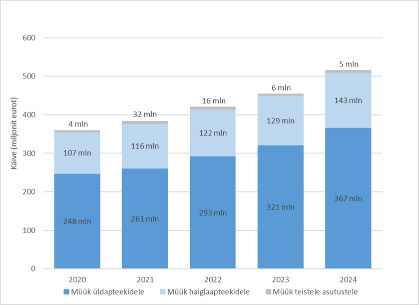 600
500
400
300
200
100
0
Käive (miljonit eurot)
4 mln
107 mln
248 mln
32 mln
116 mln
261 mln
16 mln
122 mln
293 mln
6 mln
129 mln
321 mln
5 mln
143 mln
367 mln
2020 2021 2022 2023 2024
Müük üldapteekidele Müük haiglaapteekidele Müük teistele asutustele